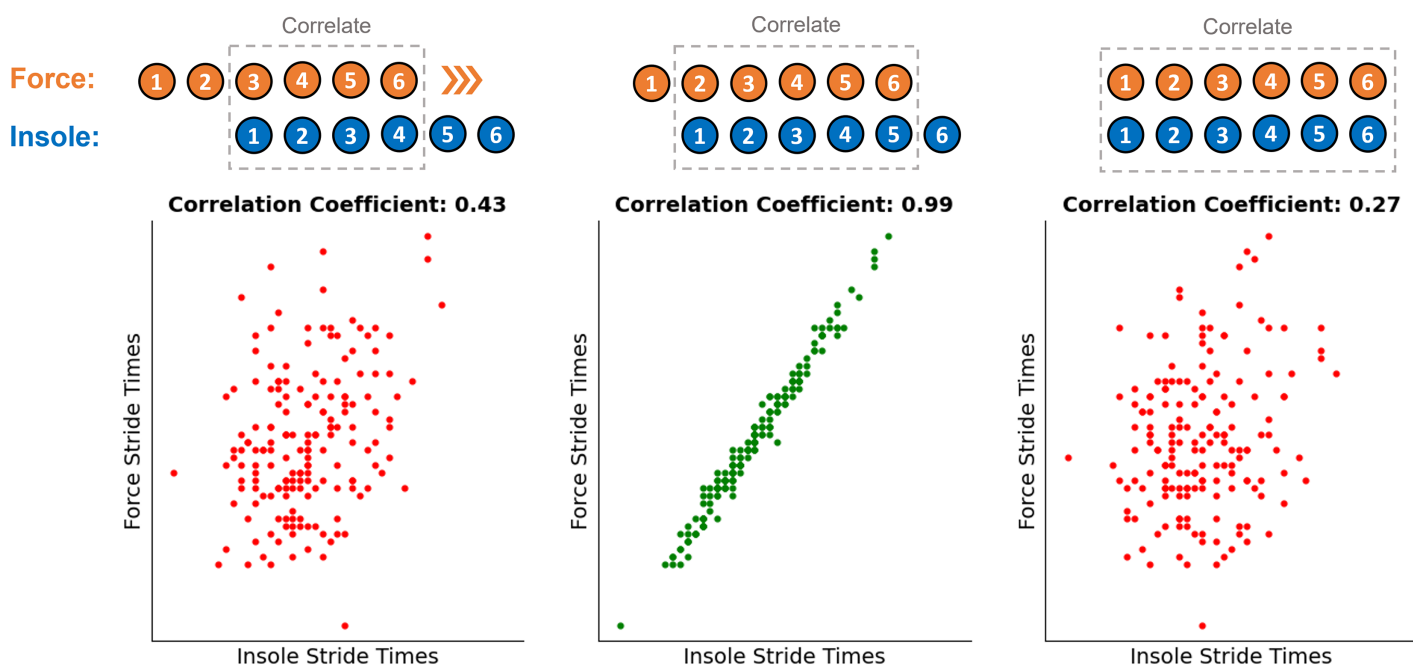 Correlate
Correlate
Correlate
Force: 1 2 3 4 5 6
1 2 3 4 5 6
1 2 3 4 5 6
Insole: 1 2 3 4 5 6
1 2 3 4 5 6
1 2 3 4 5 6
Correlation Coefficient: 0.43
Correlation Coefficient: 0.99
Correlation Coefficient: 0.27
Force Stride Times
Force Stride Times
Force Stride Times
Insole Stride Times
Insole Stride Times
Insole Stride Times